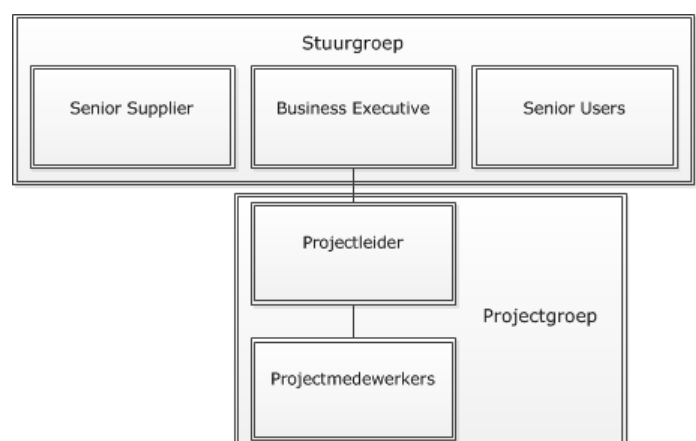 Stuurgroep
Senior Supplier
Business Executive
Senior Users
Projectleider
Projectgroep
Projectmedewerkers